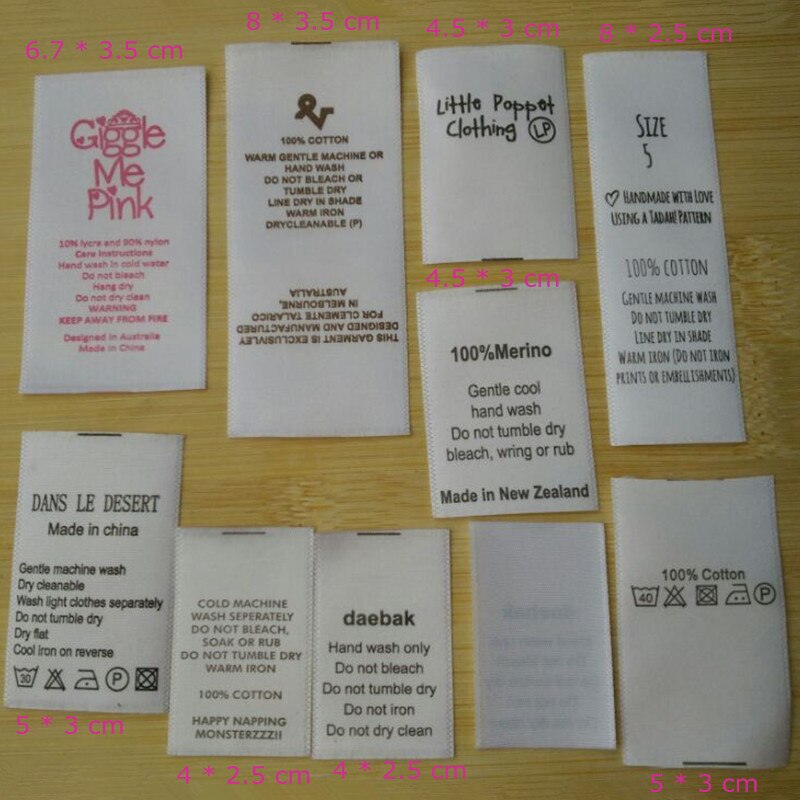 6.7 * 3.5 cm
8 * 3.5 cm
4.5 * 3 cm
8 * 2.5 cm
Giggle
Me
Pink
10% lycre and 90% nylon
Care Instructions
Hand wash in cold water
Do not bleach
Hang dry
Do not dry clean
WARNING
KEEP AWAY FROM FIRE
Designed in Australia
Made in China
100% COTTON
WARM GENTLE MACHINE OR
HAND WASH
DO NOT BLEACH OR
TUMBLE DRY
LINE DRY IN SHADE
WARM IRON
DRYCLEANABLE (P)
THIS GARMENT IS EXCLUSIVLEY
DESIGNED AND MANUFACTURED
FOR CLEMENTE TALARICO
IN MELBOURNE,
AUSTRALIA
Little Poppet
Clothing LP
SIZE
5
HANDMADE WITH LOVE
USING A TADAH! PATTERN
100% COTTON
GENTLE MACHINE WASH
DO NOT TUMBLE DRY
LINE DRY IN SHADE
WARM IRON (DO NOT IRON
PRINTS OR EMBELLISHMENTS)
4.5 * 3 cm
100%Merino
Gentle cool
hand wash
Do not tumble dry
bleach, wring or rub
Made in New Zealand
DANS LE DESERT
Made in china
Gentle machine wash
Dry cleanable
Wash light clothes separately
Do not tumble dry
Dry flat
Cool iron on reverse
30 P
5 * 3 cm
COLD MACHINE
WASH SEPERATELY
DO NOT BLEACH,
SOAK OR RUB
DO NOT TUMBLE DRY
WARM IRON
100% COTTON
HAPPY NAPPING
MONSTERZZZ!!
4 * 2.5 cm
daebak
Hand wash only
Do not bleach
Do not tumble dry
Do not iron
Do not dry clean
4 * 2.5 cm
100% Cotton
40 P
5 * 3 cm